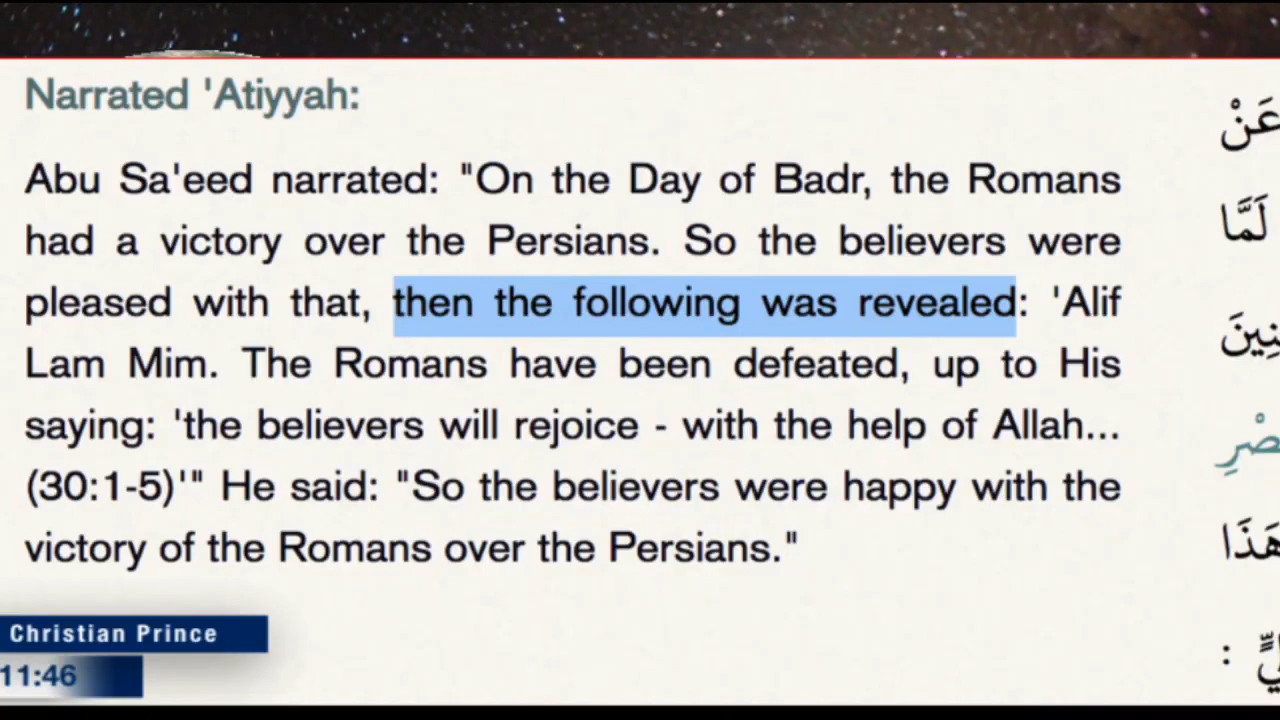 Narrated 'Atiyyah:
Abu Sa'eed narrated: "On the Day of Badr, the Romans
had a victory over the Persians. So the believers were
pleased with that, then the following was revealed: 'Alif
Lam Mim. The Romans have been defeated, up to His
saying: 'the believers will rejoice - with the help of Allah...
(30:1-5)'" He said: "So the believers were happy with the
victory of the Romans over the Persians."
عَنْ
لَمَّا
هَذَا
Christian Prince
11:46